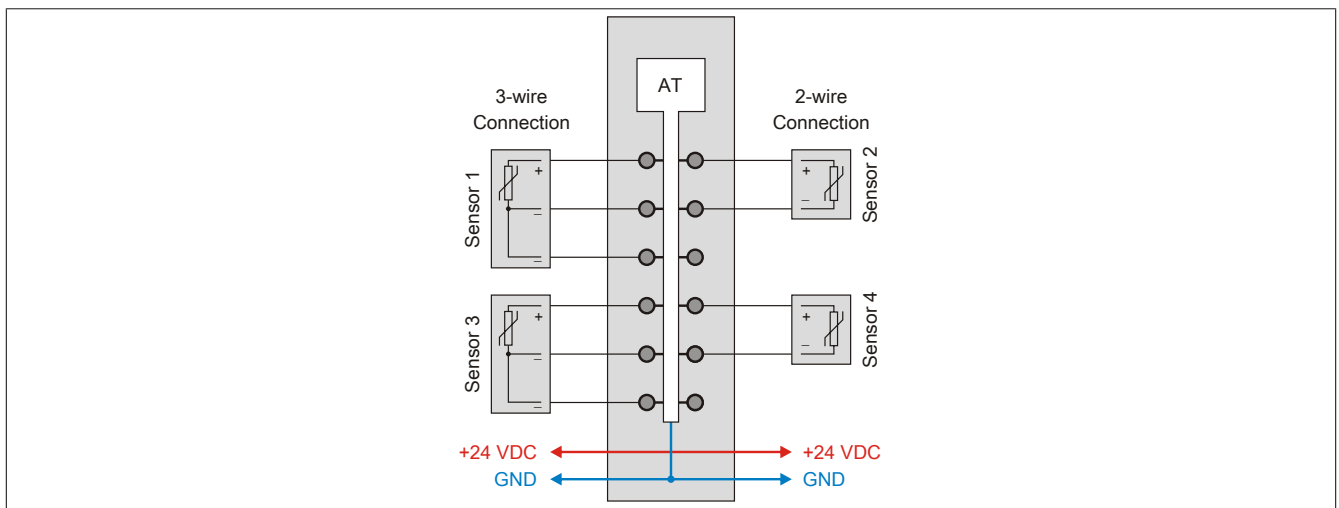 AT
3-wire
Connection
2-wire
Connection
Sensor 1
+
–
–
Sensor 2
+
–
Sensor 3
+
–
–
Sensor 4
+
–
+24 VDC
+24 VDC
GND
GND